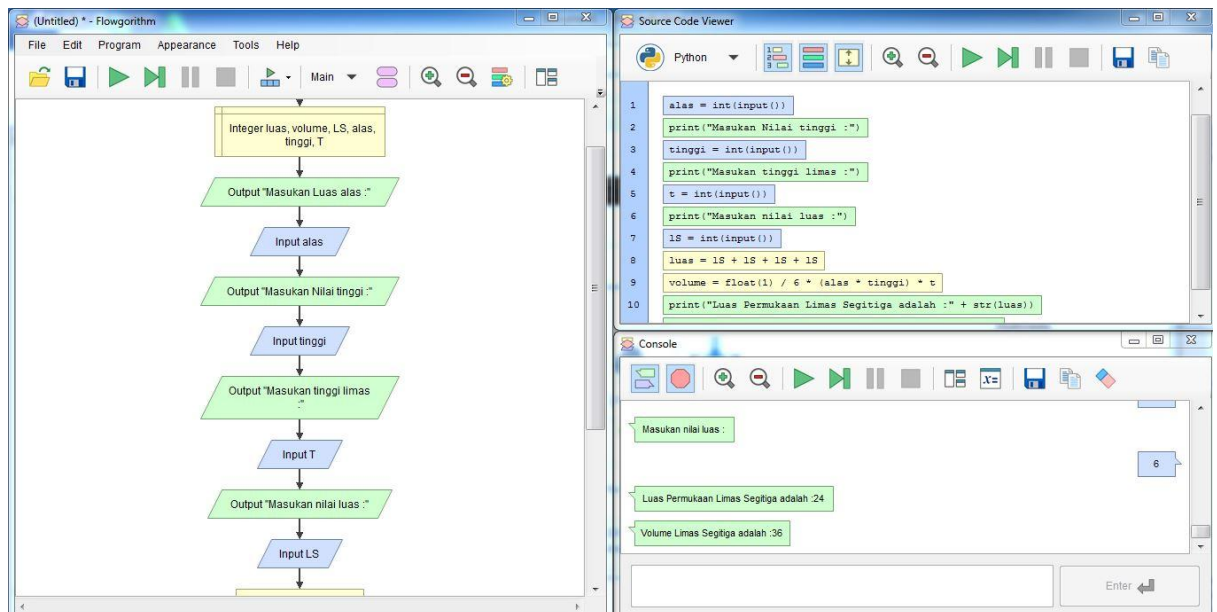 (Untitled) * - Flowgorithm
File Edit Program Appearance Tools Help
Main
Integer luas, volume, LS, alas,
tinggi, T
Output "Masukan Luas alas :"
Input alas
Output "Masukan Nilai tinggi :"
Input tinggi
Output "Masukan tinggi limas
:"
Input T
Output "Masukan nilai luas :"
Input LS
Source Code Viewer
Python
1 alas = int(input())
2 print("Masukan Nilai tinggi :")
3 tinggi = int(input())
4 print("Masukan tinggi limas :")
5 t = int(input())
6 print("Masukan nilai luas :")
7 lS = int(input())
8 luas = lS + lS + lS + lS
9 volume = float(1) / 6 * (alas * tinggi) * t
10 print("Luas Permukaan Limas Segitiga adalah :" + str(luas))
Console
Masukan nilai luas :
6
Luas Permukaan Limas Segitiga adalah :24
Volume Limas Segitiga adalah :36
Enter